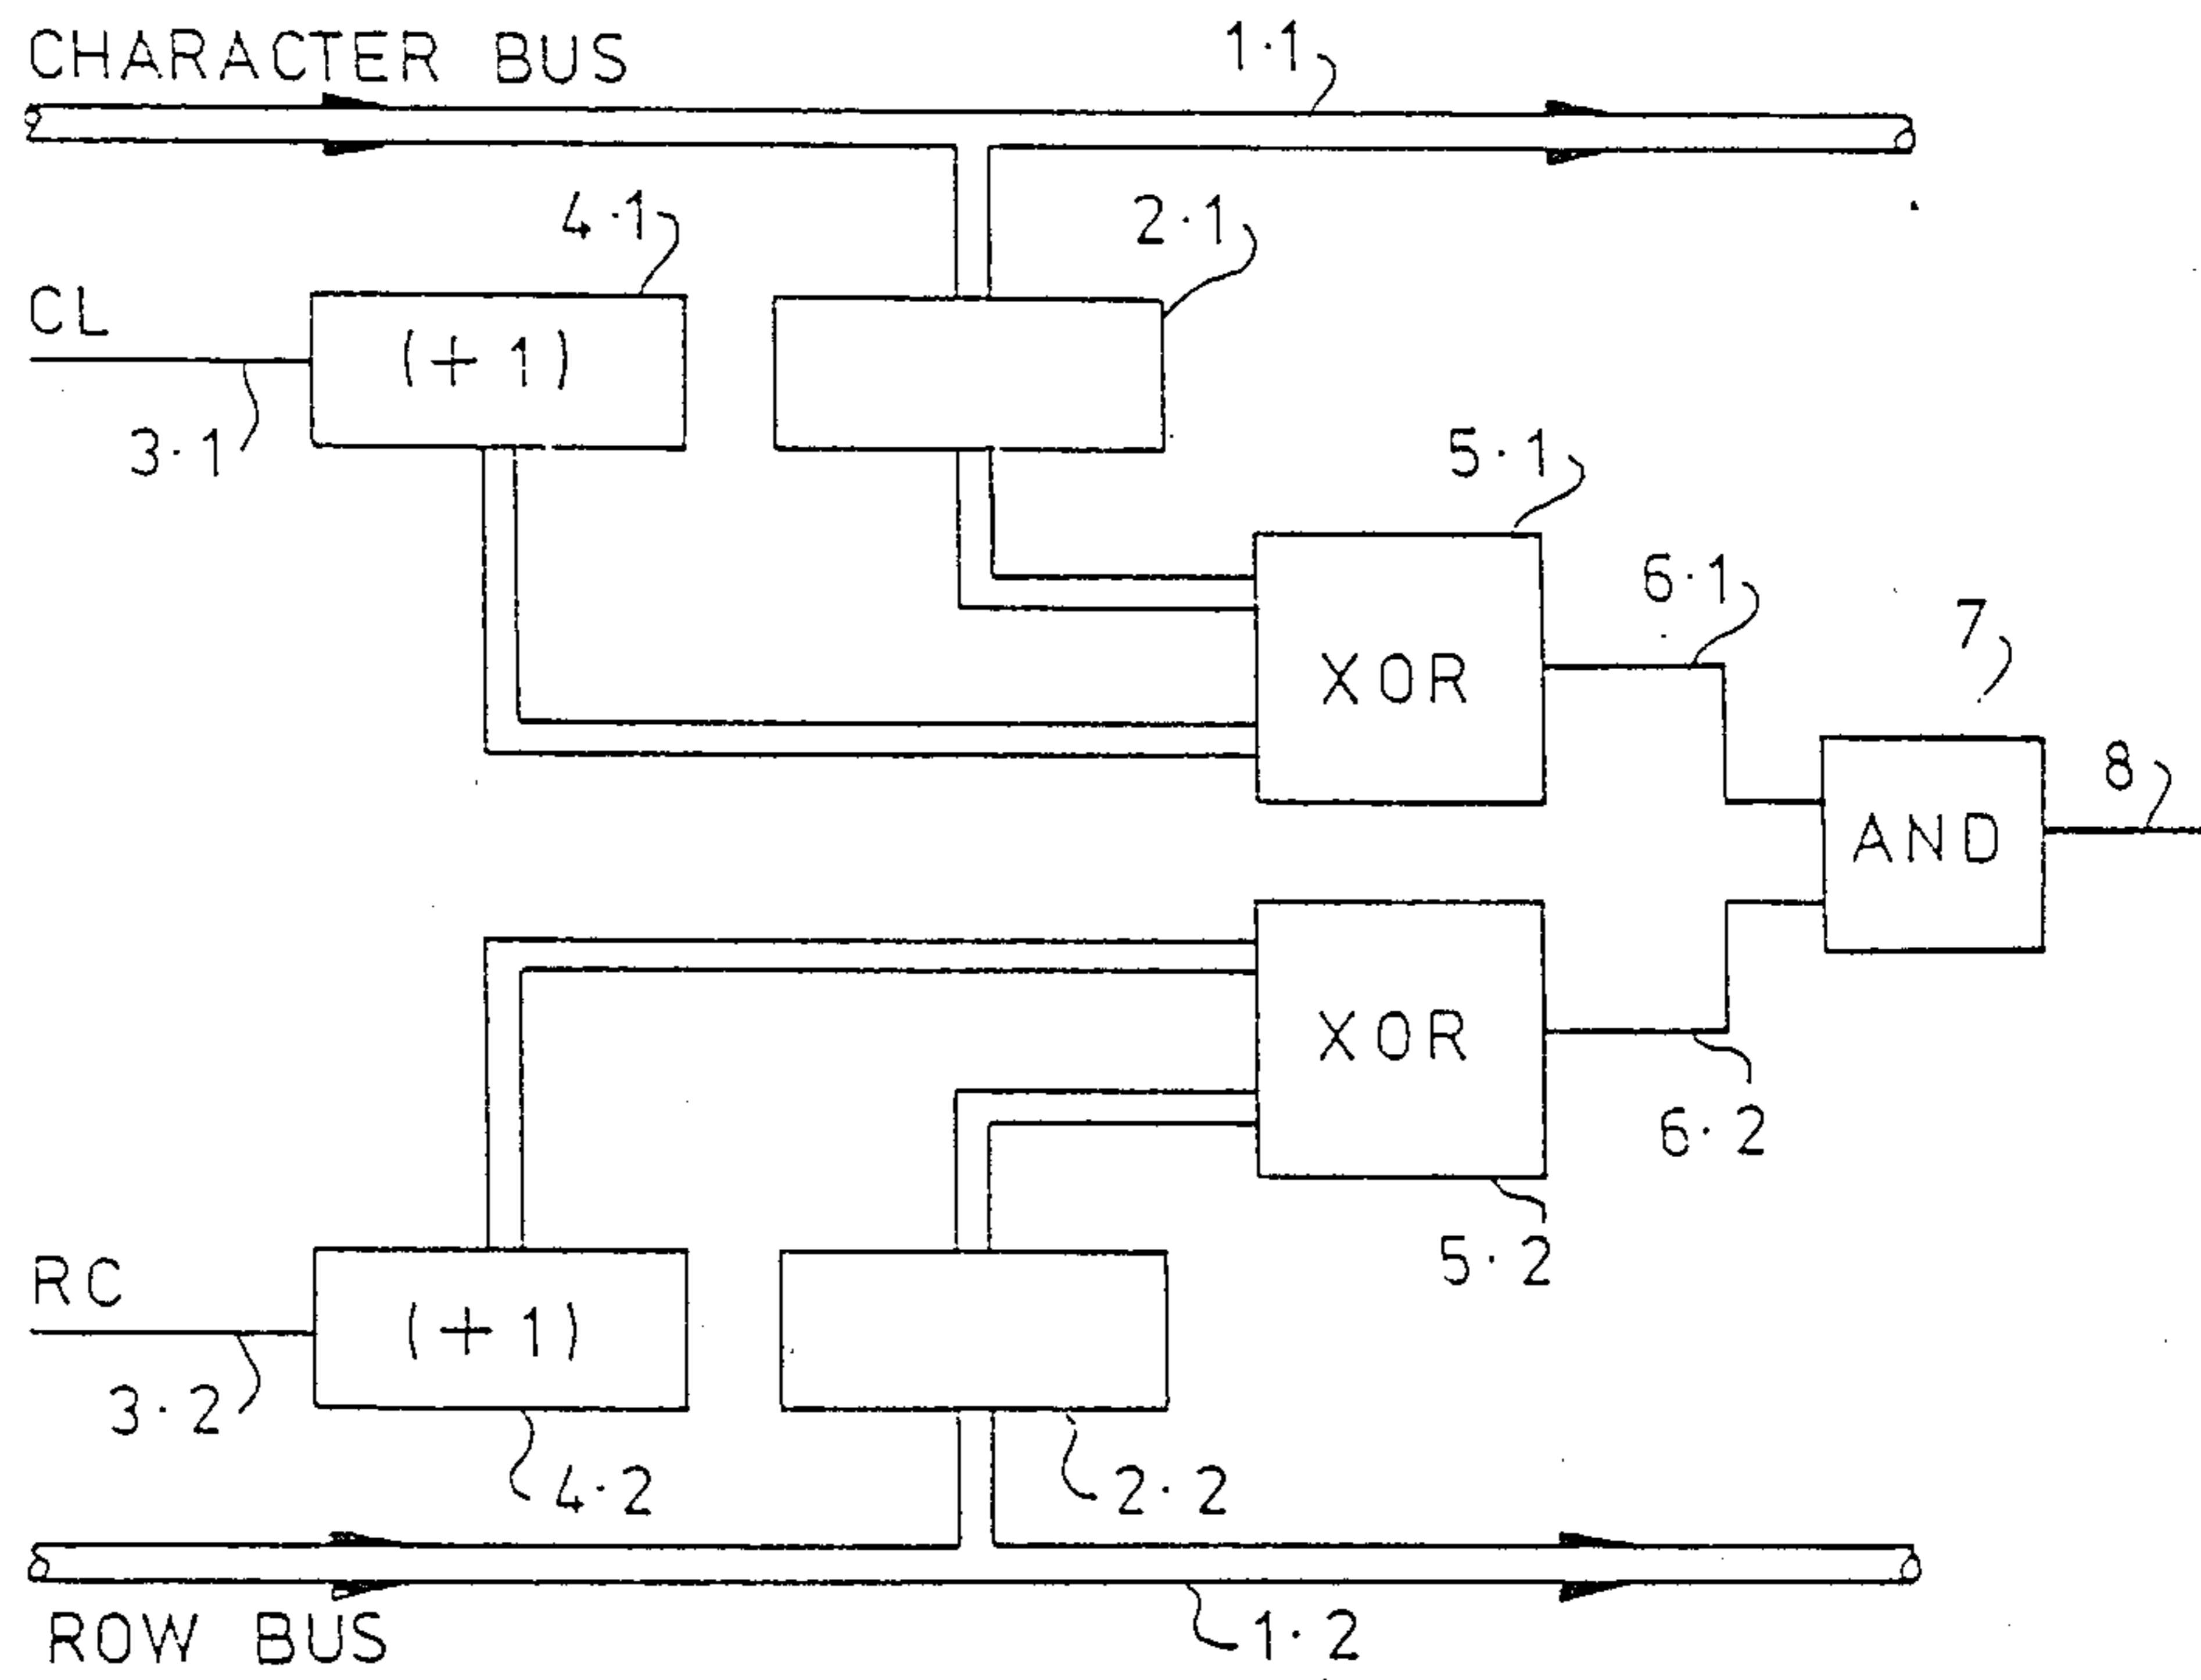 CHARACTER BUS
1·1
4·1
2·1
CL
(+1)
3·1
5·1
6·1
XOR
7
8
AND
XOR
6·2
5·2
RC
(+1)
3·2
4·2
2·2
ROW BUS
1·2